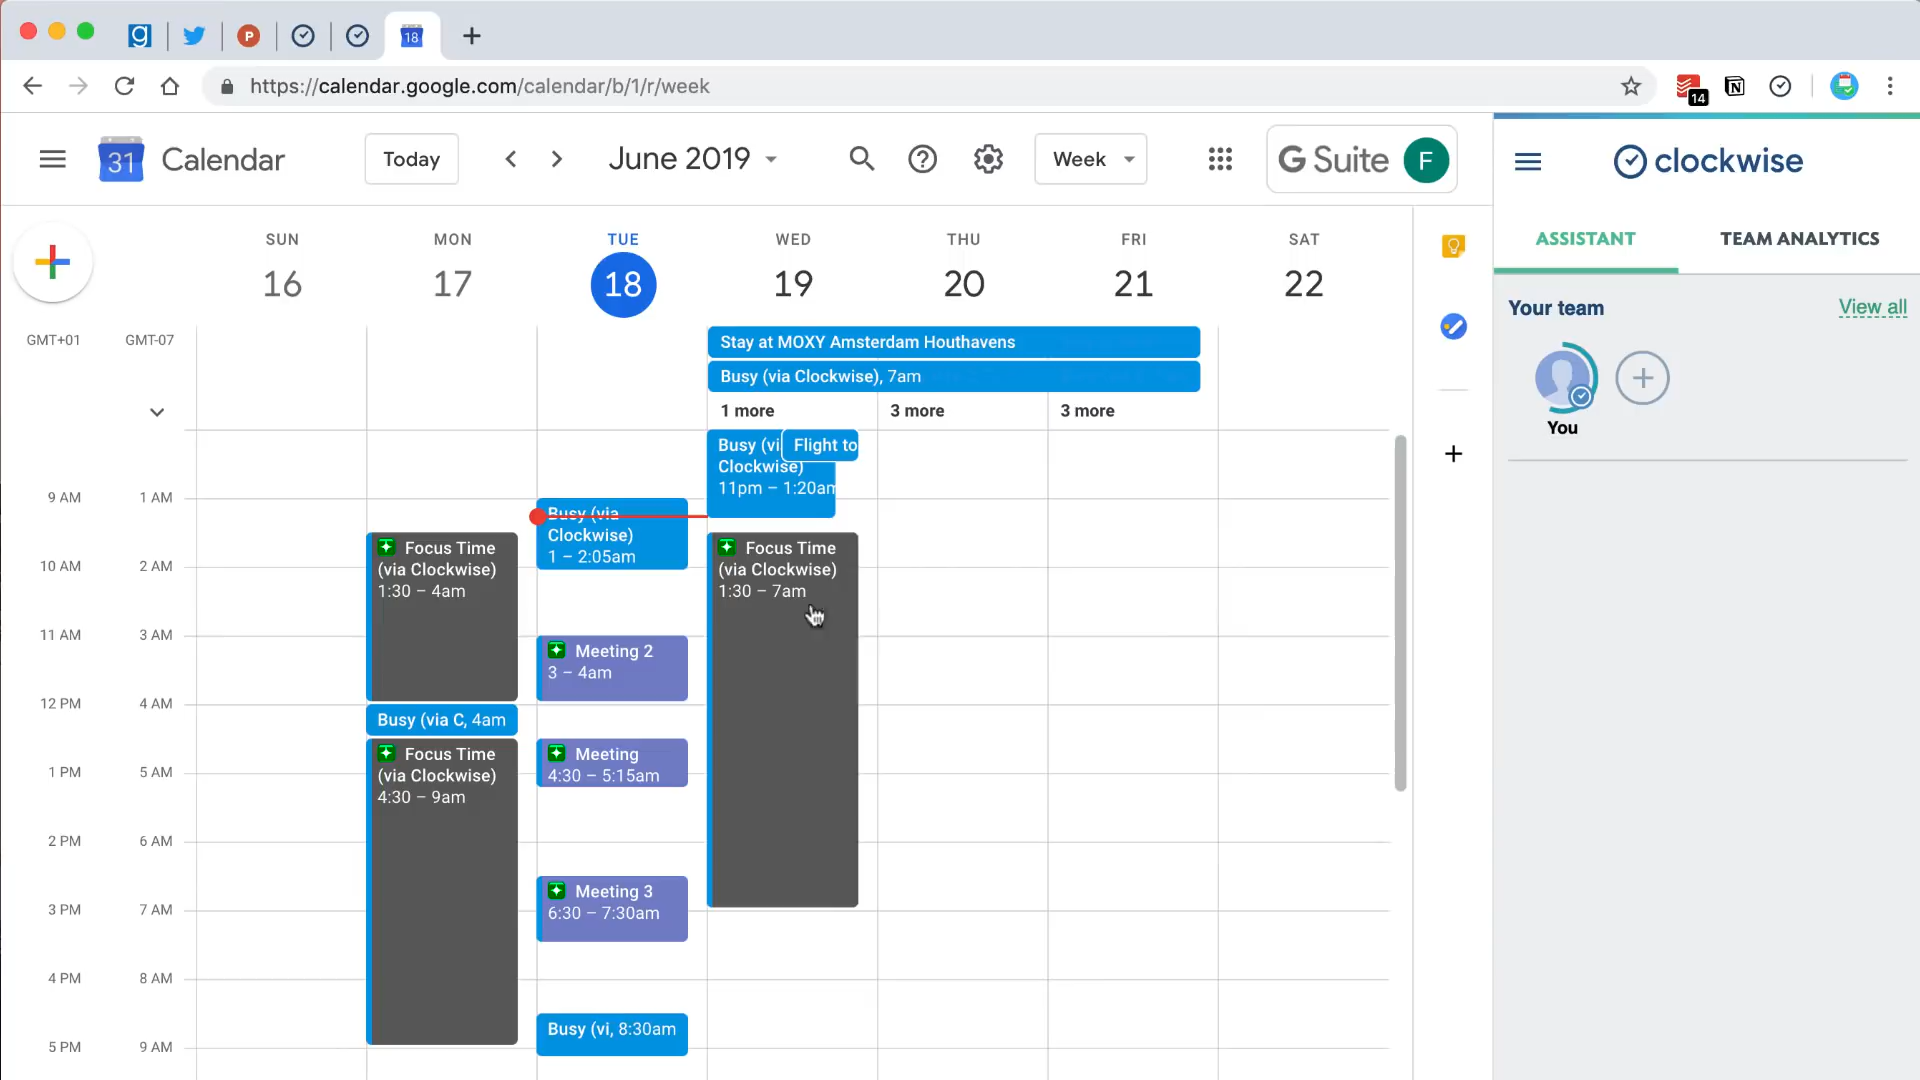 g
P
18
https://calendar.google.com/calendar/b/1/r/week
14
N
31
Calendar
Today
June 2019
Week
G Suite
F
clockwise
ASSISTANT
TEAM ANALYTICS
Your team
View all
You
SUN
16
MON
17
TUE
18
WED
19
THU
20
FRI
21
SAT
22
GMT+01
GMT-07
Stay at MOXY Amsterdam Houthavens
Busy (via Clockwise), 7am
1 more
3 more
3 more
9 AM
10 AM
11 AM
12 PM
1 PM
2 PM
3 PM
4 PM
5 PM
1 AM
2 AM
3 AM
4 AM
5 AM
6 AM
7 AM
8 AM
9 AM
Focus Time
(via Clockwise)
1:30 – 4am
Busy (via C, 4am
Focus Time
(via Clockwise)
4:30 – 9am
Busy (via
Clockwise)
1 – 2:05am
Meeting 2
3 – 4am
Meeting
4:30 – 5:15am
Meeting 3
6:30 – 7:30am
Busy (vi, 8:30am
Busy (vi
Clockwise)
11pm – 1:20am
Flight to
Focus Time
(via Clockwise)
1:30 – 7am